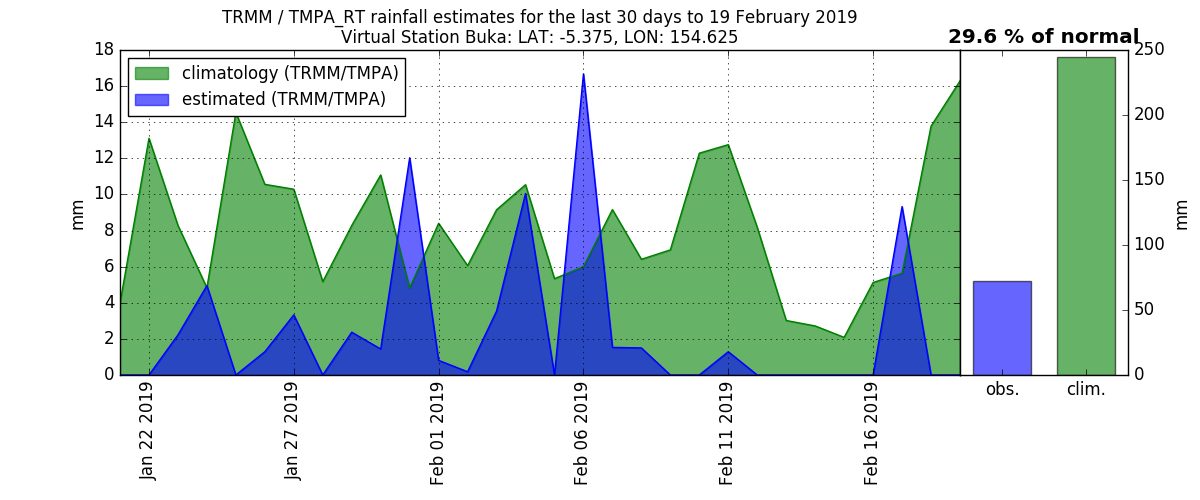 TRMM / TMPA_RT rainfall estimates for the last 30 days to 19 February 2019
Virtual Station Buka: LAT: -5.375, LON: 154.625
29.6 % of normal
climatology (TRMM/TMPA)
estimated (TRMM/TMPA)
18
16
14
12
10
8
6
4
2
0
mm
Jan 22 2019
Jan 27 2019
Feb 01 2019
Feb 06 2019
Feb 11 2019
Feb 16 2019
obs.
clim.
250
200
150
100
50
0
mm